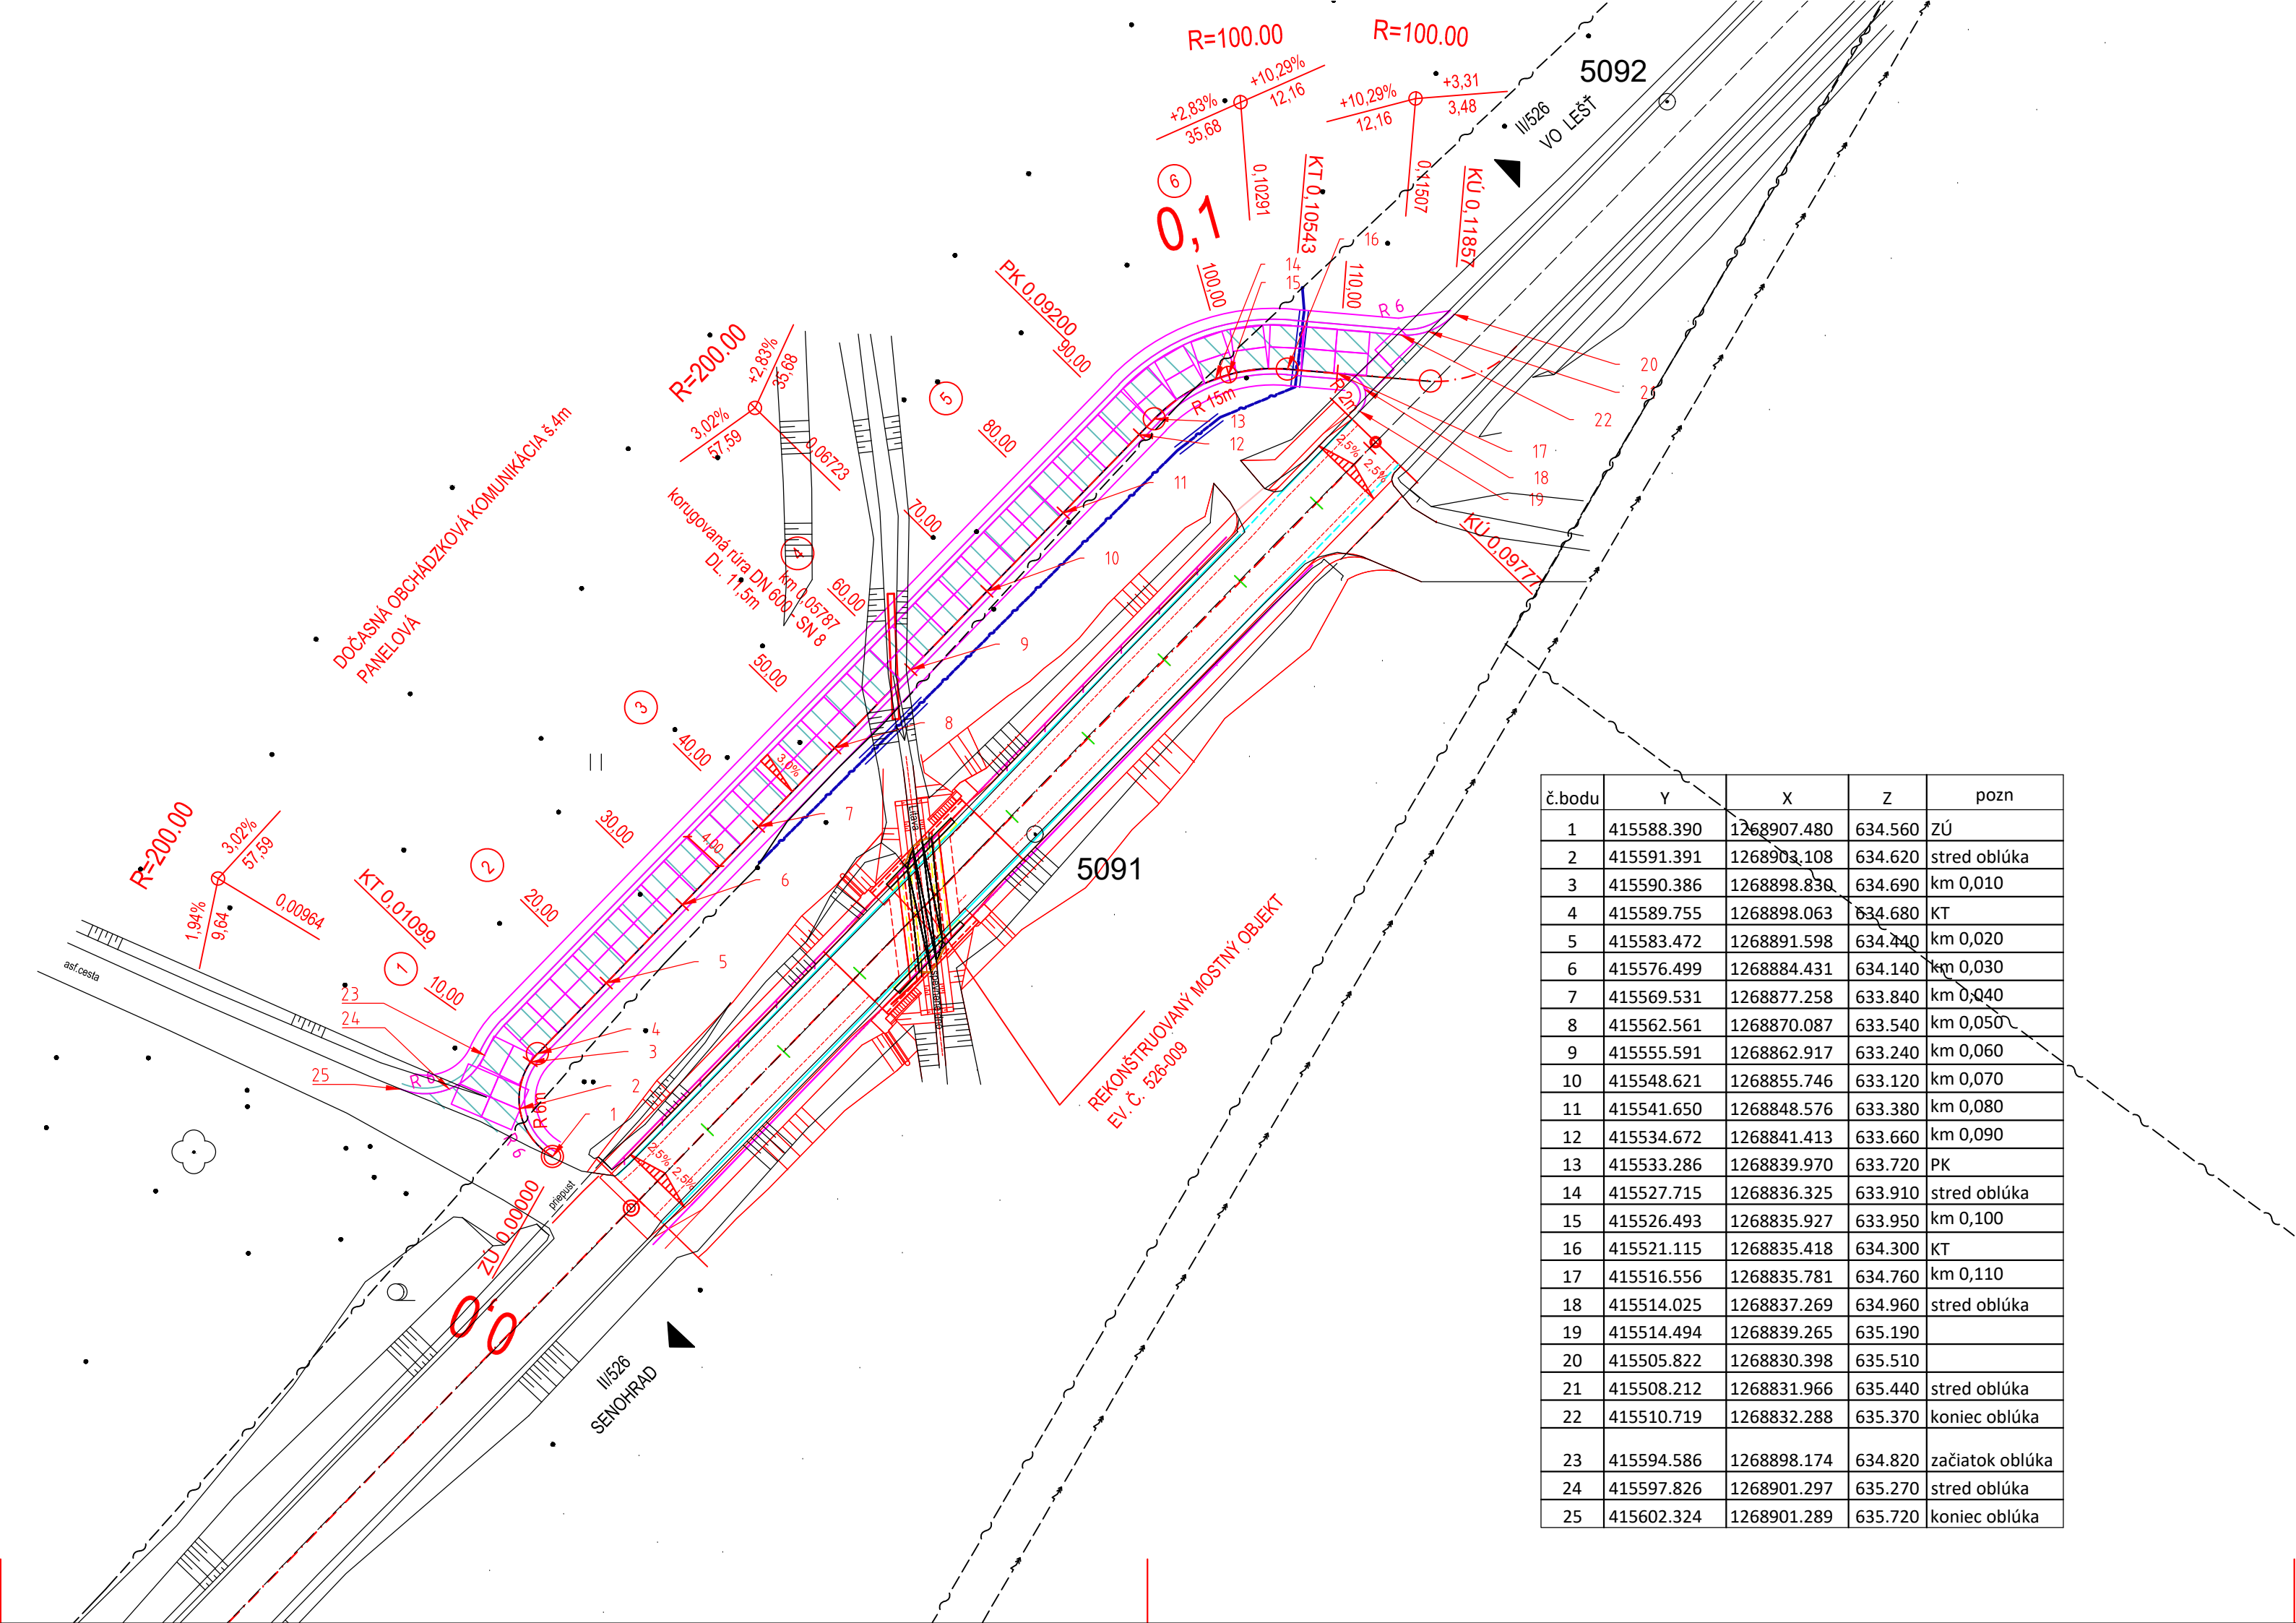 R=100.00
R=100.00
+2,83%
35,68
+10,29%
12,16
0,10291
+10,29%
12,16
+3,31
3,48
0,11507
5092
II/526
VO LEŠŤ
6
0,1
KT 0,10543
KÚ 0,11857
PK 0,09200
100,00
110,00
90,00
14
15
16
R 6
R 15m
R 2m
13
12
11
10
9
8
7
6
5
4
3
2
1
20
21
22
17
18
19
2,5%
2,5%
KÚ 0,09777
R=200.00
+2,83%
35,68
3,02%
57,59
0,06723
5
80,00
70,00
DOČASNÁ OBCHÁDZKOVÁ KOMUNIKÁCIA š.4m
PANELOVÁ
4
km 0,05787
korugovaná rúra DN 600 - SN 8
DL. 11,5m
60,00
50,00
3
40,00
3,0%
30,00
4,00
2
20,00
R=200.00
3,02%
57,59
1,94%
9,64
0,00964
KT 0,01099
1
10,00
asf.cesta
23
24
25
R 6
R 6m
R 6
priepust
2,5%
2,5%
ZÚ 0,00000
0,0
II/526
SENOHRAD
5091
Litava
REKONŠTRUOVANÝ MOSTNÝ OBJEKT
EV. Č. 526-009
č.bodu Y X Z pozn
1 415588.390 1268907.480 634.560 ZÚ
2 415591.391 1268903.108 634.620 stred oblúka
3 415590.386 1268898.830 634.690 km 0,010
4 415589.755 1268898.063 634.680 KT
5 415583.472 1268891.598 634.440 km 0,020
6 415576.499 1268884.431 634.140 km 0,030
7 415569.531 1268877.258 633.840 km 0,040
8 415562.561 1268870.087 633.540 km 0,050
9 415555.591 1268862.917 633.240 km 0,060
10 415548.621 1268855.746 633.120 km 0,070
11 415541.650 1268848.576 633.380 km 0,080
12 415534.672 1268841.413 633.660 km 0,090
13 415533.286 1268839.970 633.720 PK
14 415527.715 1268836.325 633.910 stred oblúka
15 415526.493 1268835.927 633.950 km 0,100
16 415521.115 1268835.418 634.300 KT
17 415516.556 1268835.781 634.760 km 0,110
18 415514.025 1268837.269 634.960 stred oblúka
19 415514.494 1268839.265 635.190
20 415505.822 1268830.398 635.510
21 415508.212 1268831.966 635.440 stred oblúka
22 415510.719 1268832.288 635.370 koniec oblúka
23 415594.586 1268898.174 634.820 začiatok oblúka
24 415597.826 1268901.297 635.270 stred oblúka
25 415602.324 1268901.289 635.720 koniec oblúka